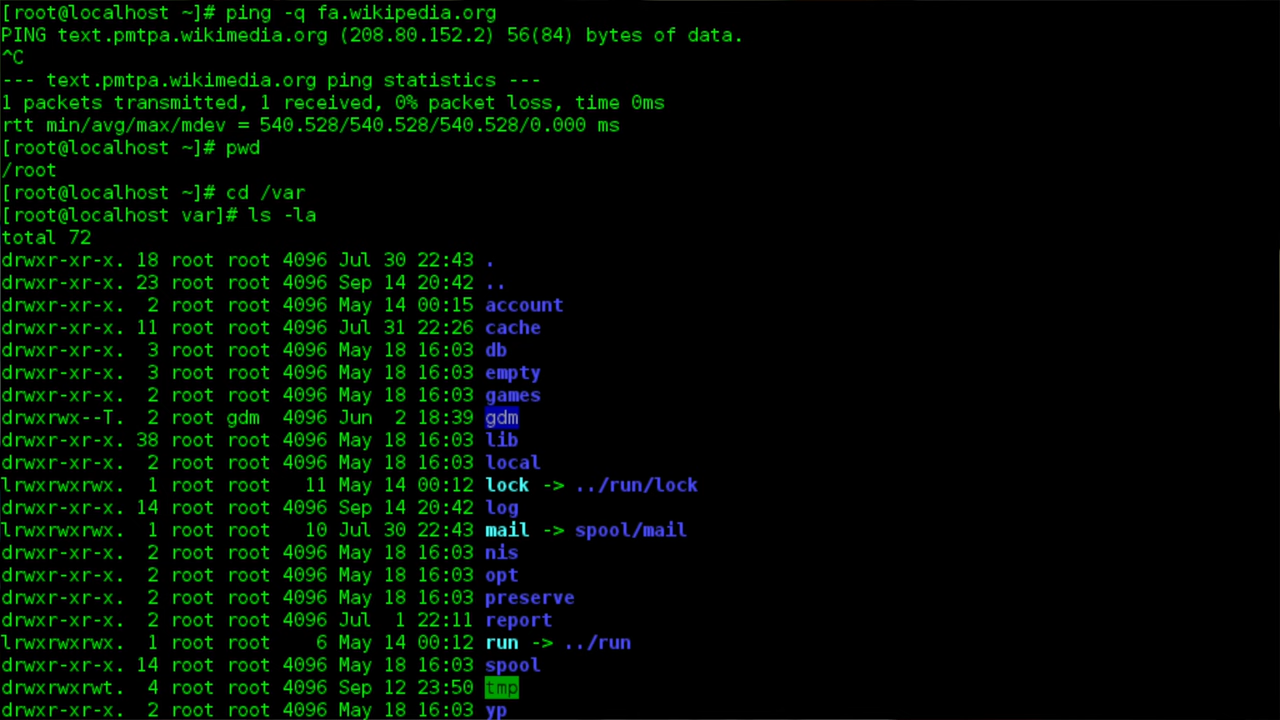 [root@localhost ~]# ping -q fa.wikipedia.org
PING text.pmtpa.wikimedia.org (208.80.152.2) 56(84) bytes of data.
^C
--- text.pmtpa.wikimedia.org ping statistics ---
1 packets transmitted, 1 received, 0% packet loss, time 0ms
rtt min/avg/max/mdev = 540.528/540.528/540.528/0.000 ms
[root@localhost ~]# pwd
/root
[root@localhost ~]# cd /var
[root@localhost var]# ls -la
total 72
drwxr-xr-x. 18 root root 4096 Jul 30 22:43 .
drwxr-xr-x. 23 root root 4096 Sep 14 20:42 ..
drwxr-xr-x.  2 root root 4096 May 14 00:15 account
drwxr-xr-x. 11 root root 4096 Jul 31 22:26 cache
drwxr-xr-x.  3 root root 4096 May 18 16:03 db
drwxr-xr-x.  3 root root 4096 May 18 16:03 empty
drwxr-xr-x.  2 root root 4096 May 18 16:03 games
drwxrwx--T.  2 root gdm  4096 Jun  2 18:39 gdm
drwxr-xr-x. 38 root root 4096 May 18 16:03 lib
drwxr-xr-x.  2 root root 4096 May 18 16:03 local
lrwxrwxrwx.  1 root root   11 May 14 00:12 lock -> ../run/lock
drwxr-xr-x. 14 root root 4096 Sep 14 20:42 log
lrwxrwxrwx.  1 root root   10 Jul 30 22:43 mail -> spool/mail
drwxr-xr-x.  2 root root 4096 May 18 16:03 nis
drwxr-xr-x.  2 root root 4096 May 18 16:03 opt
drwxr-xr-x.  2 root root 4096 May 18 16:03 preserve
drwxr-xr-x.  2 root root 4096 Jul  1 22:11 report
lrwxrwxrwx.  1 root root    6 May 14 00:12 run -> ../run
drwxr-xr-x. 14 root root 4096 May 18 16:03 spool
drwxrwxrwt.  4 root root 4096 Sep 12 23:50 tmp
drwxr-xr-x.  2 root root 4096 May 18 16:03 yp